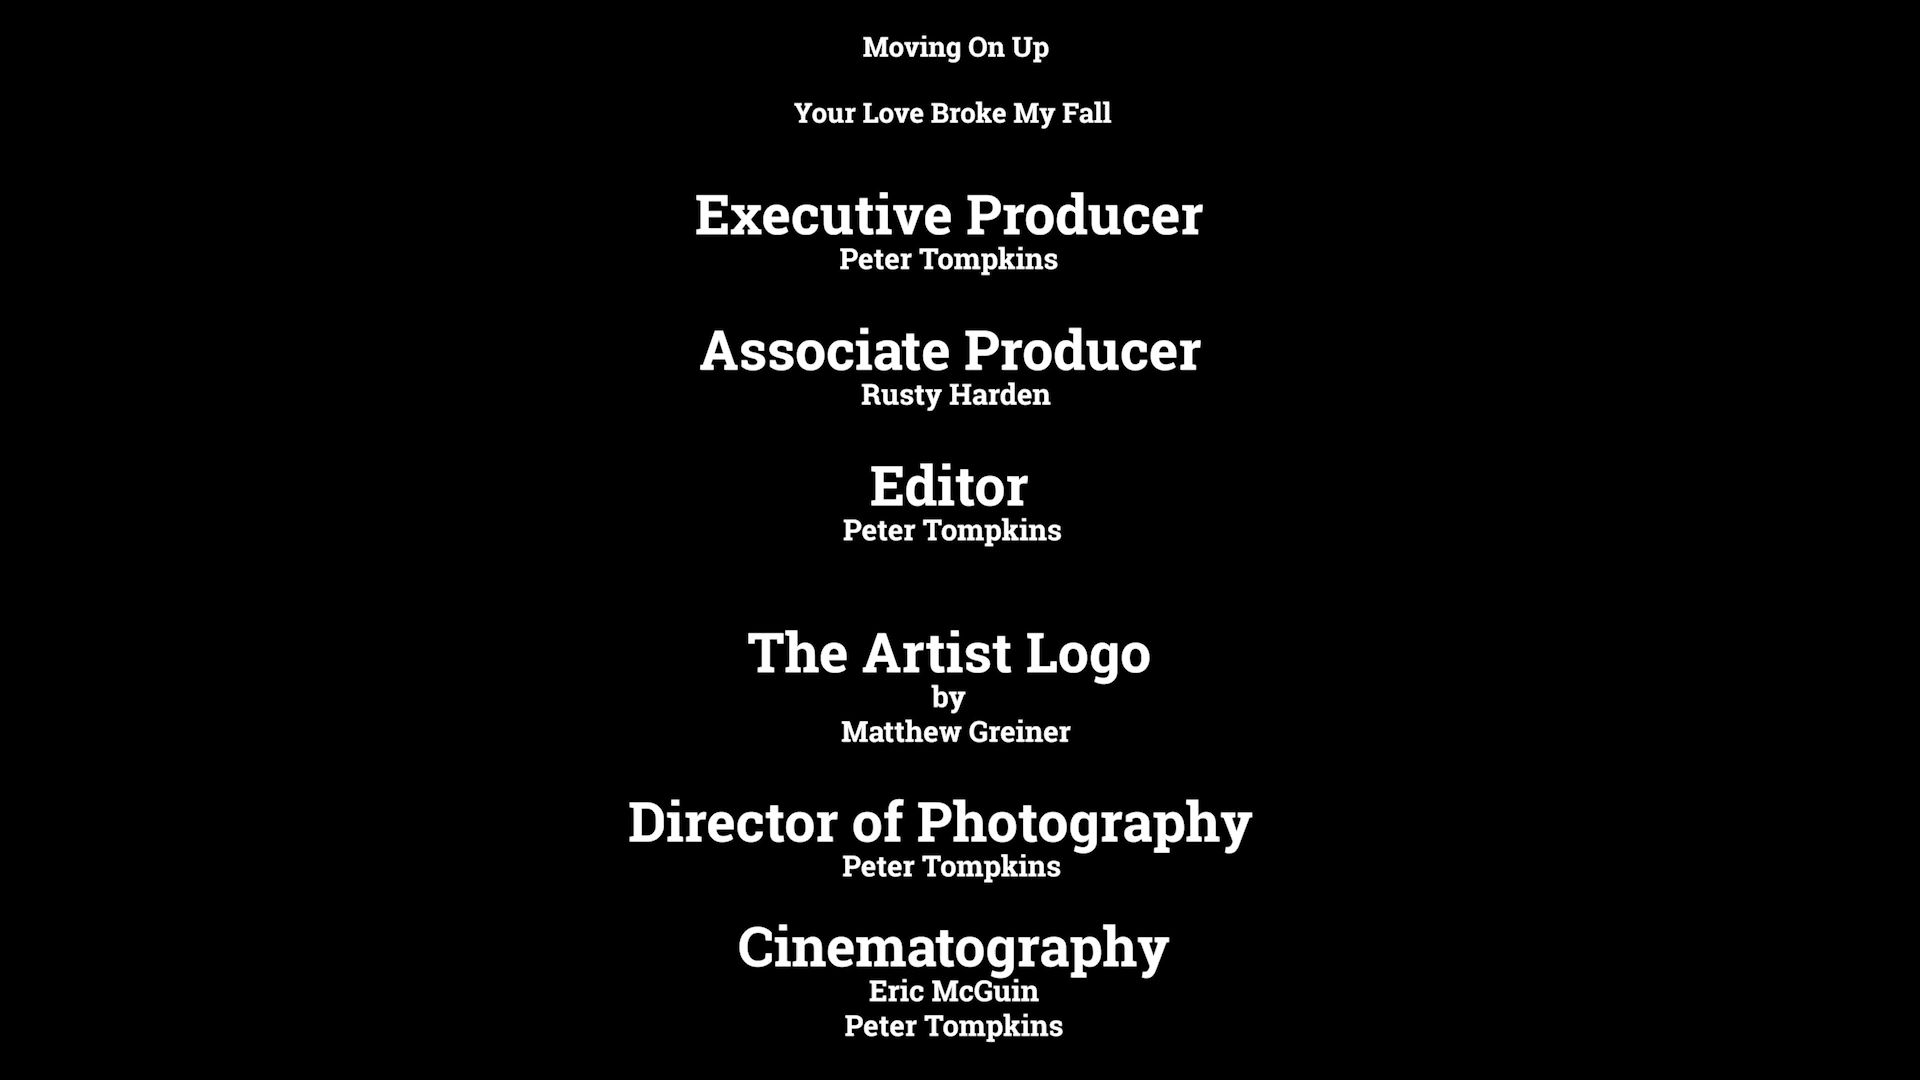 Moving On Up
Your Love Broke My Fall
Executive Producer
Peter Tompkins
Associate Producer
Rusty Harden
Editor
Peter Tompkins
The Artist Logo
by
Matthew Greiner
Director of Photography
Peter Tompkins
Cinematography
Eric McGuin
Peter Tompkins